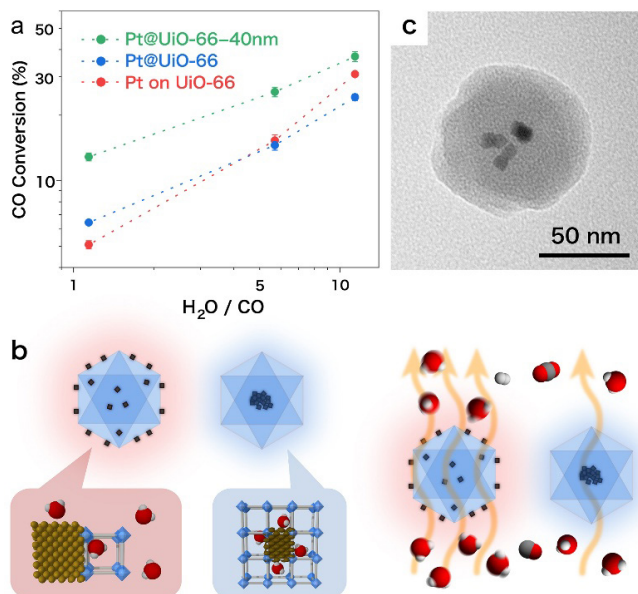 a
50
30
10
CO Conversion (%)
Pt@UiO-66–40nm
Pt@UiO-66
Pt on UiO-66
1
5
10
H₂O / CO
c
50 nm
b